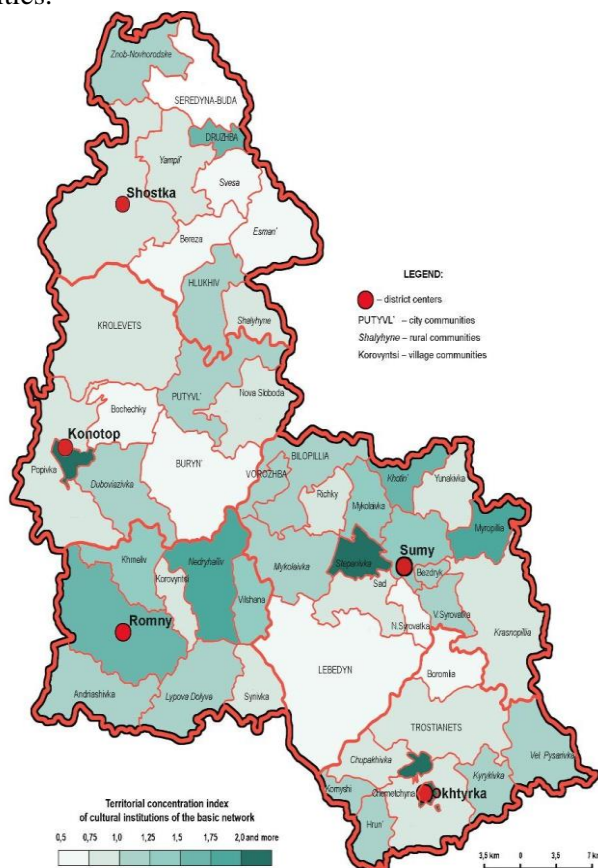 ities.
Znob-Novhorodske
SEREDYNA-BUDA
DRUZHBA
Yampil'
Svesa
Shostka
Esman'
Bereza
HLUKHIV
Shalyhyne
KROLEVETS
PUTYVL'
Nova Sloboda
Bochechky
Konotop
BURYN'
Popivka
Duboviazivka
VOROZHBA
BILOPILLIA
Richky
Khotin'
Yunakivka
Mykolaivka
Myropillia
Khmeliv
Nedryhailiv
Korovyntsi
Mykolaivka
Stepanivka
Sumy
Bezdryk
Vilshana
Sad
Romny
N.Syrovatka
V.Syrovatka
Krasnopillia
LEBEDYN
Boromlia
Andriashivka
Lypova Dolyva
Synivka
TROSTIANETS
Chupakhivka
Vel. Pysarivka
Komyshi
Chernetchyna
Okhtyrka
Kyrykivka
Hrun'
LEGEND:
– district centers
PUTYVL' – city communities
Shalyhyne – rural communities
Korovyntsi – village communities
Territorial concentration index
of cultural institutions of the basic network
0,5 0,75 1,0 1,25 1,5 1,75 2,0 and more
3,5 km 0 3,5 7 k